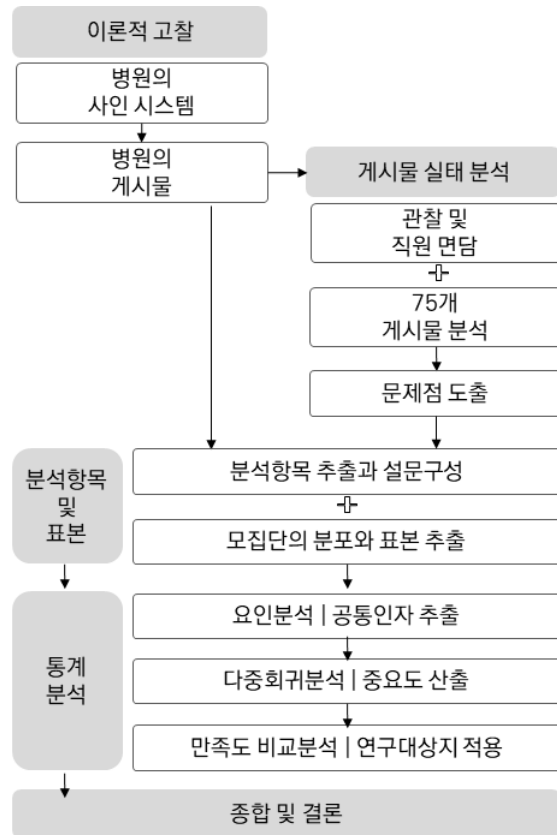 이론적 고찰
병원의
사인 시스템
병원의
게시물
게시물 실태 분석
관찰 및
직원 면담
75개
게시물 분석
문제점 도출
분석항목
및
표본
분석항목 추출과 설문구성
모집단의 분포와 표본 추출
통계
분석
요인분석 | 공통인자 추출
다중회귀분석 | 중요도 산출
만족도 비교분석 | 연구대상지 적용
종합 및 결론